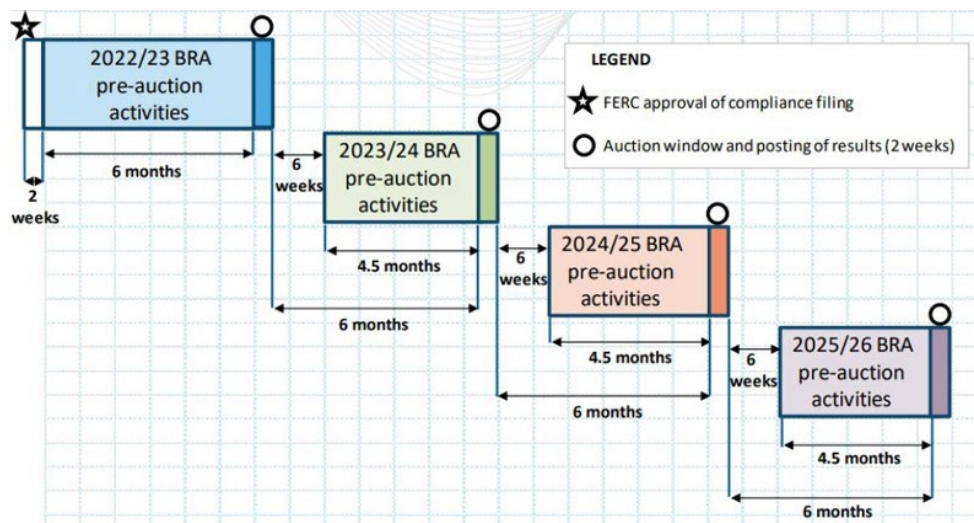 2022/23 BRA
pre-auction
activities
6 months
2
weeks
LEGEND
FERC approval of compliance filing
Auction window and posting of results (2 weeks)
6
weeks
2023/24 BRA
pre-auction
activities
4.5 months
6 months
6
weeks
2024/25 BRA
pre-auction
activities
4.5 months
6 months
6
weeks
2025/26 BRA
pre-auction
activities
4.5 months
6 months